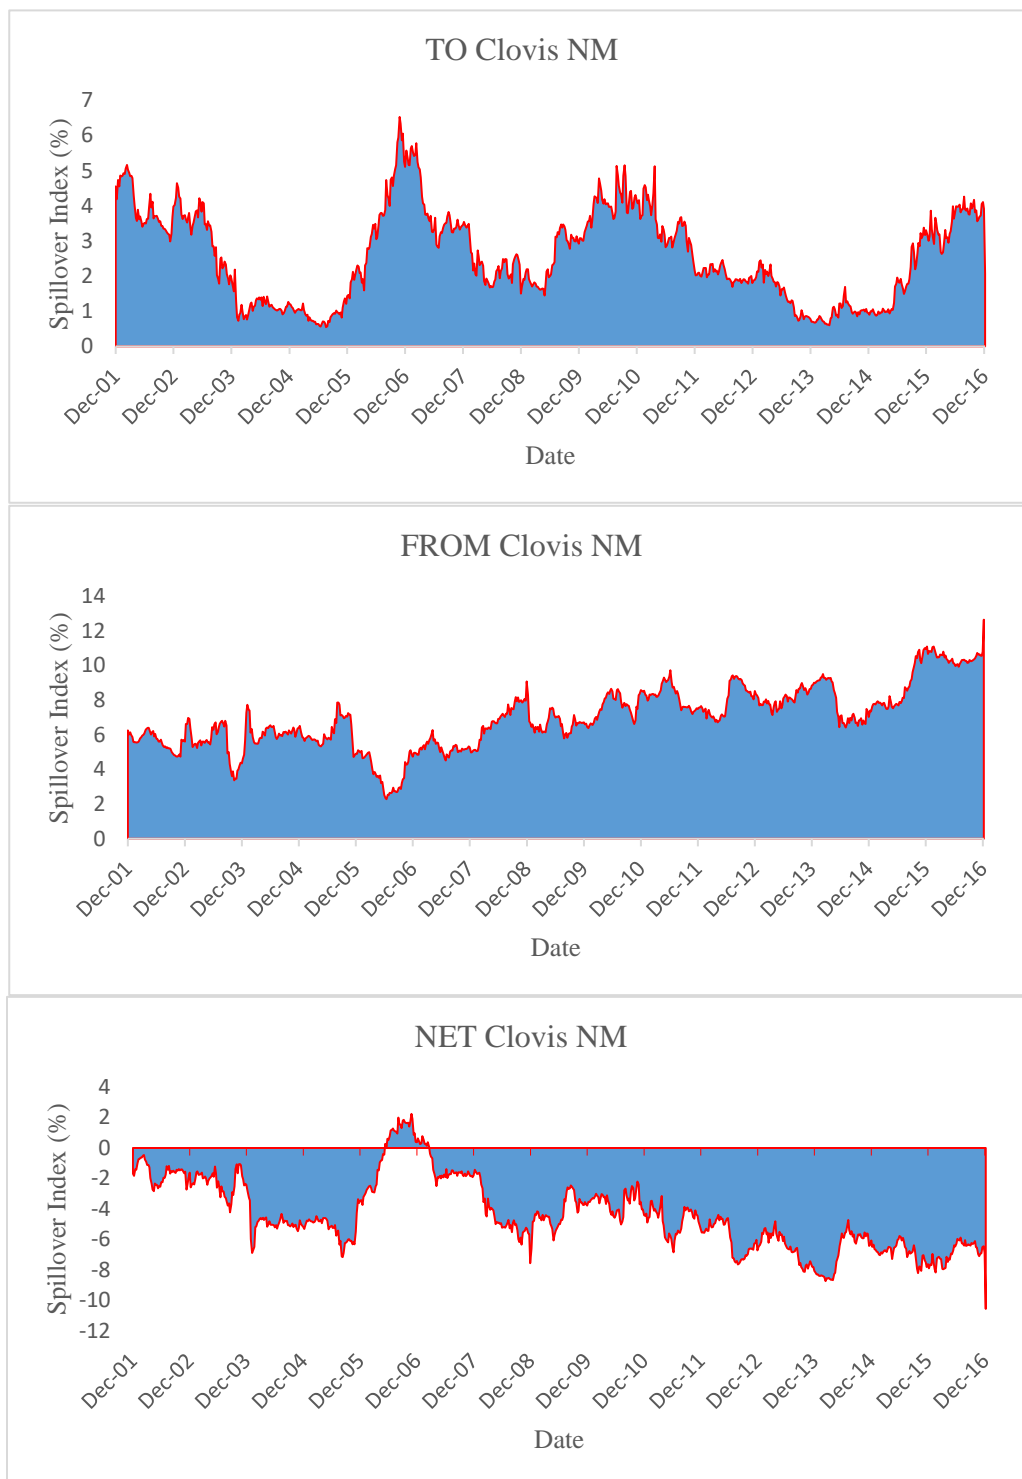 TO Clovis NM
Spillover Index (%)
7
6
5
4
3
2
1
0
Dec-01 Dec-02 Dec-03 Dec-04 Dec-05 Dec-06 Dec-07 Dec-08 Dec-09 Dec-10 Dec-11 Dec-12 Dec-13 Dec-14 Dec-15 Dec-16
Date
FROM Clovis NM
Spillover Index (%)
14
12
10
8
6
4
2
0
Dec-01 Dec-02 Dec-03 Dec-04 Dec-05 Dec-06 Dec-07 Dec-08 Dec-09 Dec-10 Dec-11 Dec-12 Dec-13 Dec-14 Dec-15 Dec-16
Date
NET Clovis NM
Spillover Index (%)
4
2
0
-2
-4
-6
-8
-10
-12
Dec-01 Dec-02 Dec-03 Dec-04 Dec-05 Dec-06 Dec-07 Dec-08 Dec-09 Dec-10 Dec-11 Dec-12 Dec-13 Dec-14 Dec-15 Dec-16
Date